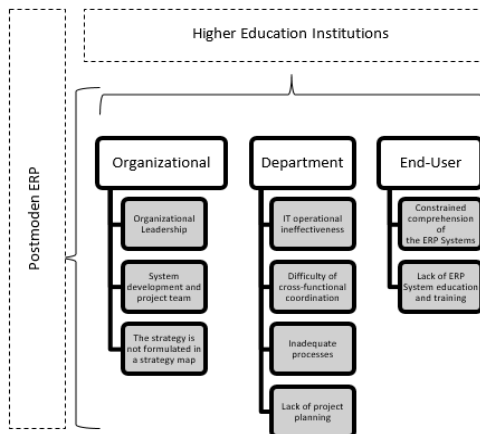 Higher Education Institutions
Postmoden ERP
Organizational
Organizational
Leadership
System
development and
project team
The strategy is
not formulated in
a strategy map
Department
IT operational
ineffectiveness
Difficulty of
cross-functional
coordination
Inadequate
processes
Lack of project
planning
End-User
Constrained
comprehension
of
the ERP Systems
Lack of ERP
System education
and training